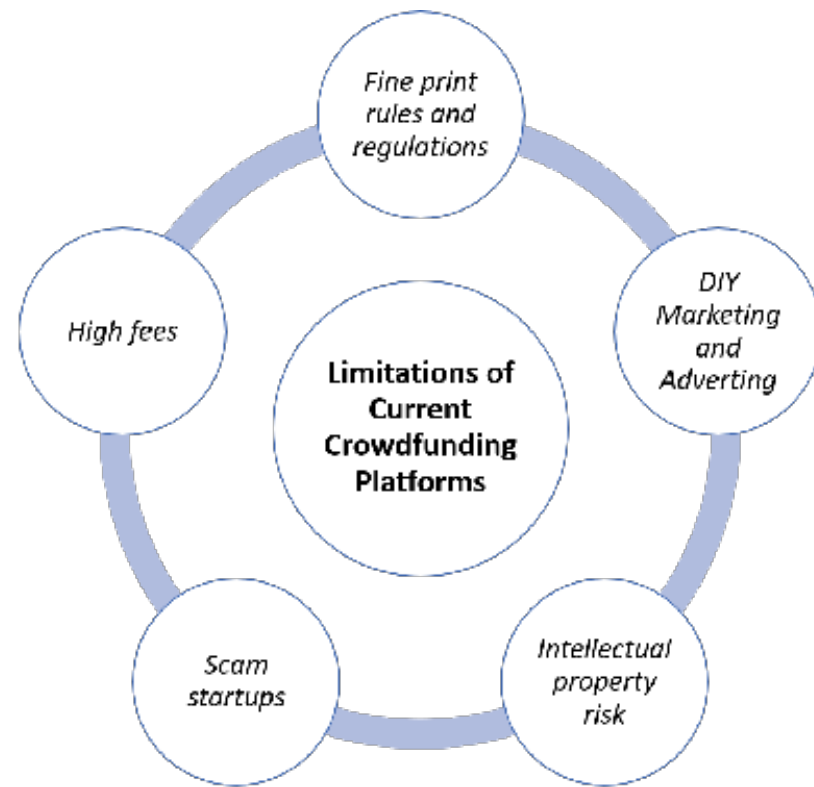 Fine print
rules and
regulations
DIY
Marketing
and
Adverting
High fees
Limitations of
Current
Crowdfunding
Platforms
Intellectual
property
risk
Scam
startups